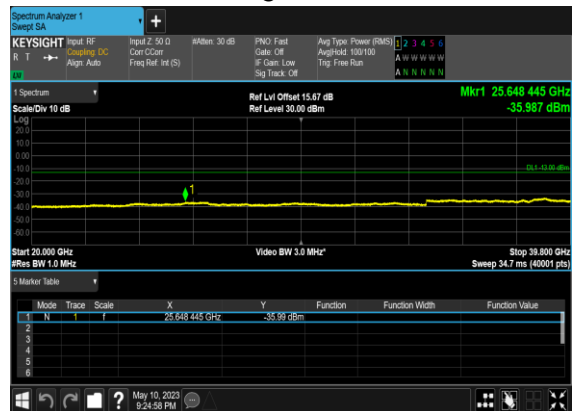 Spectrum Analyzer 1
Swept SA
KEYSIGHT Input: RF Input Z: 50 Ω #Atten: 30 dB PNO: Fast Avg Type: Power (RMS) 1 2 3 4 5 6
R T Coupling: DC Corr CCorr Gate: Off Avg|Hold: 100/100 A W W W W W
Align: Auto Freq Ref: Int (S) IF Gain: Low Trig: Free Run
LW Sig Track: Off A N N N N N
1 Spectrum Ref Lvl Offset 15.67 dB Mkr1 25.648 445 GHz
Scale/Div 10 dB Ref Level 30.00 dBm -35.987 dBm
Log
20.0
10.0
0.00
-10.0 DL1 -13.00 dBm
-20.0
-30.0 1
-40.0
-50.0
-60.0
Start 20.000 GHz Video BW 3.0 MHz* Stop 39.800 GHz
#Res BW 1.0 MHz Sweep 34.7 ms (40001 pts)
5 Marker Table
Mode Trace Scale X Y Function Function Width Function Value
1 N 1 f 25.648 445 GHz -35.99 dBm
2
3
4
5
6
? May 10, 2023
9:24:58 PM